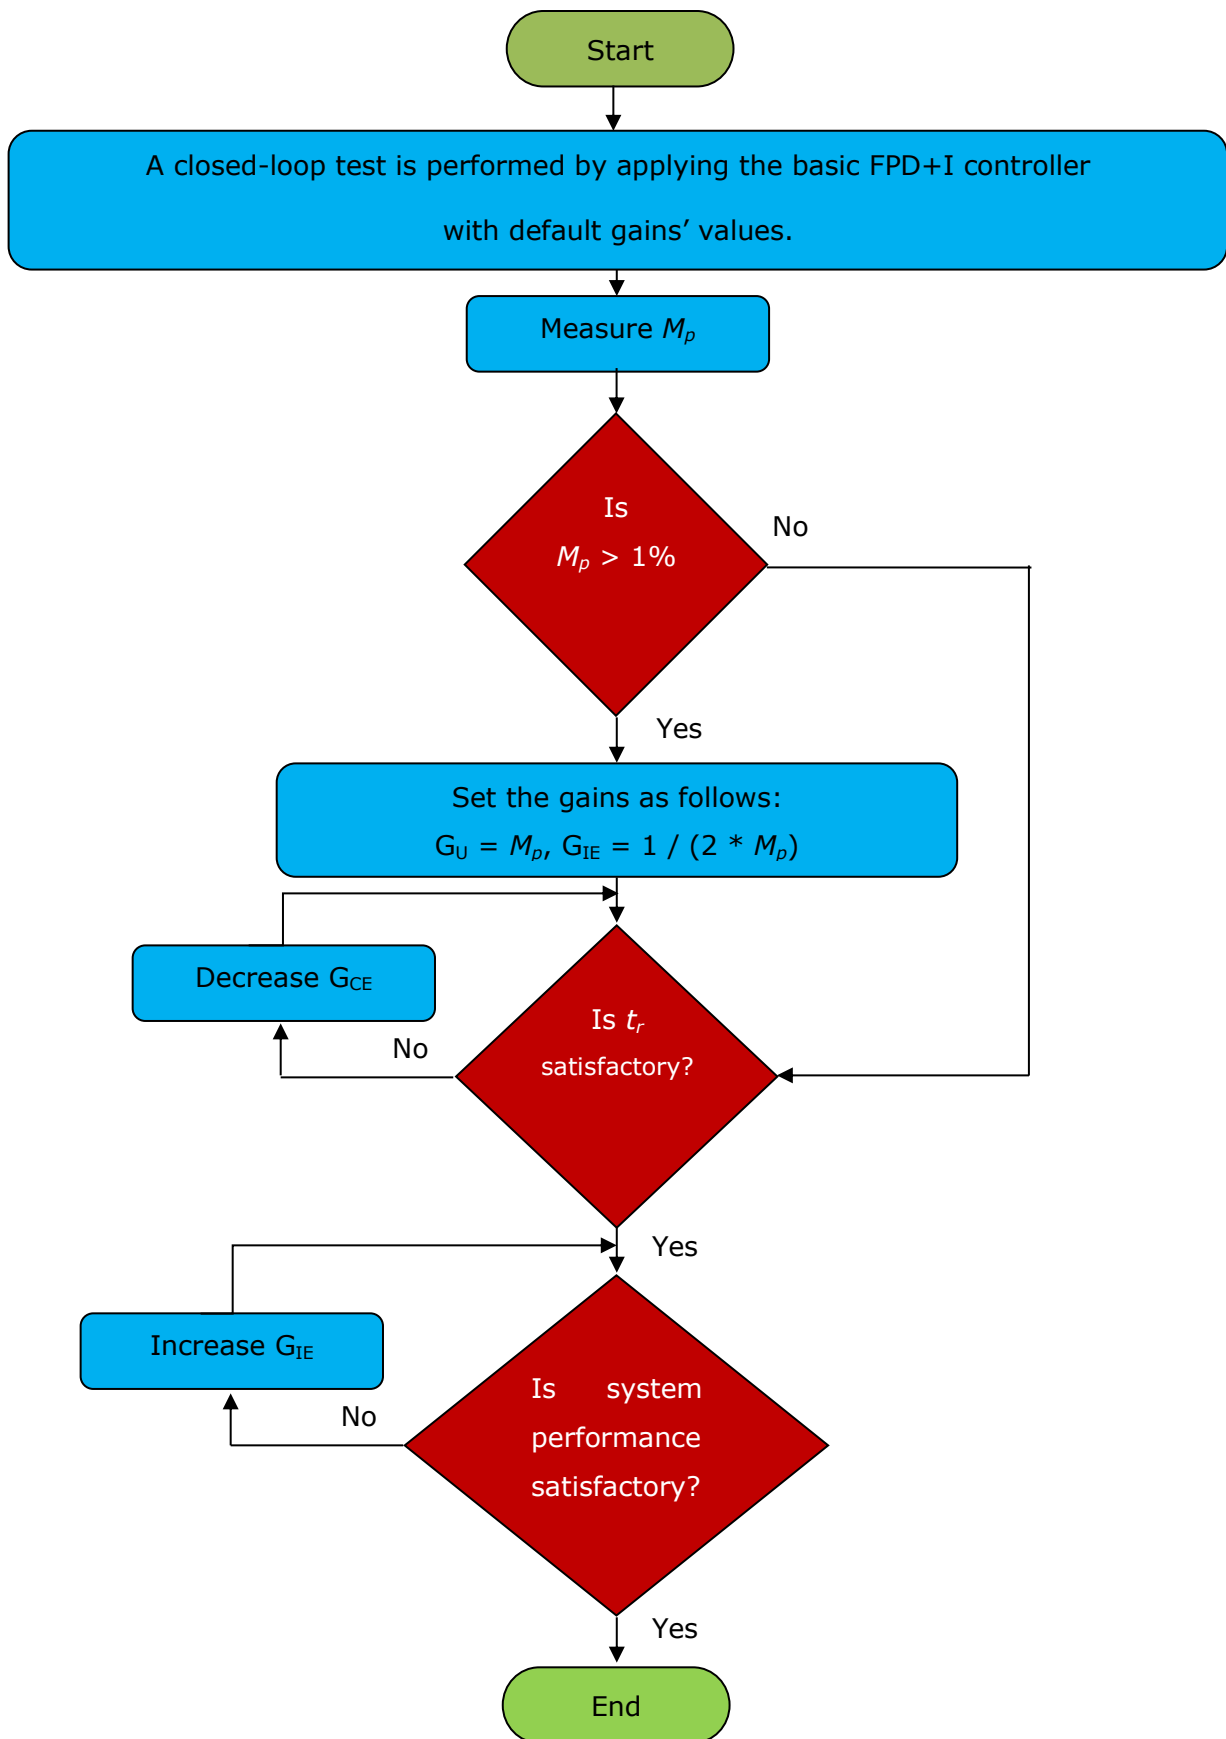 Start
A closed-loop test is performed by applying the basic FPD+I controller
with default gains’ values.
Measure Mp
Is
Mp > 1%
No
Yes
Set the gains as follows:
GU = Mp, GIE = 1 / (2 * Mp)
Decrease GCE
No
Is tr
satisfactory?
Yes
Increase GIE
No
Is system
performance
satisfactory?
Yes
End